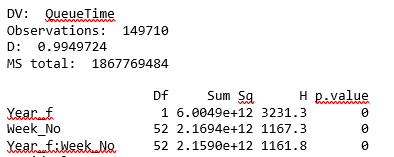 DV:  QueueTime
Observations:  149710
D:  0.9949724
MS total:  1867769484
Df     Sum Sq      H p.value
Year_f           1 6.0049e+12 3231.3       0
Week_No         52 2.1694e+12 1167.3       0
Year_f:Week_No  52 2.1590e+12 1161.8       0